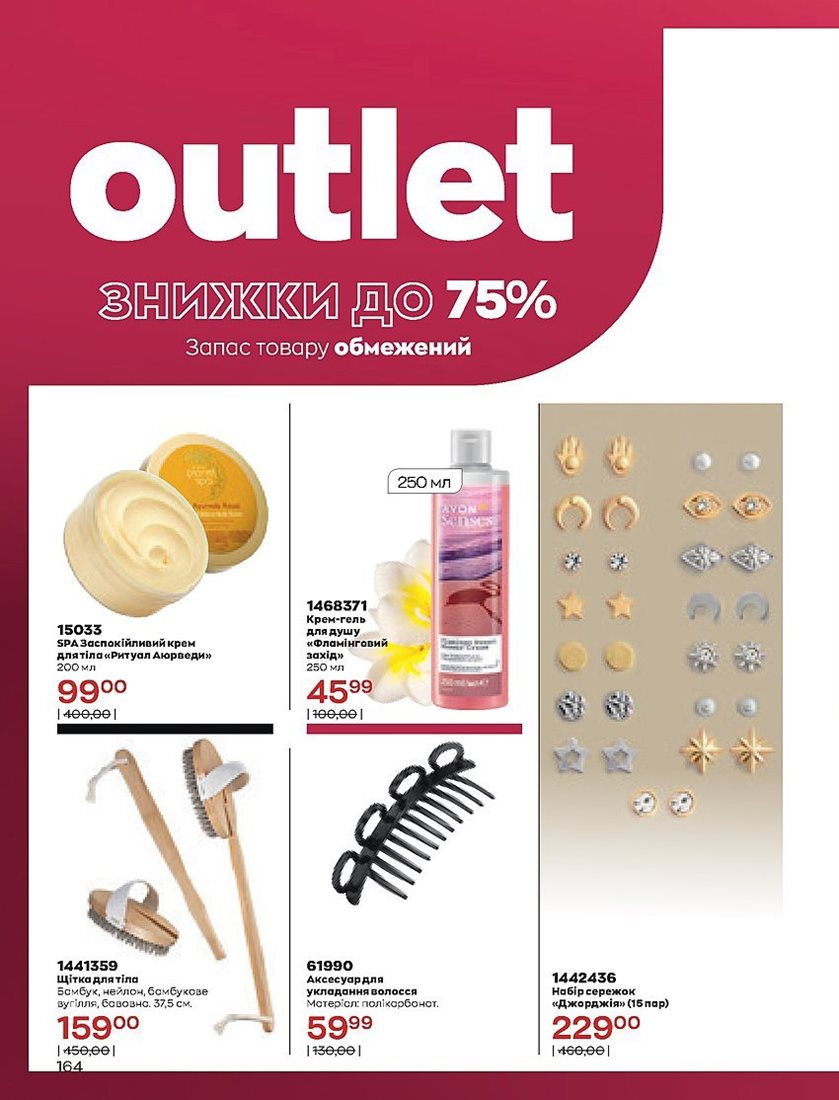 outlet
ЗНИЖКИ ДО 75%
Запас товару обмежений
15033
SPA Заспокійливий крем
для тіла «Ритуал Аюрведи»
200 мл
99⁰⁰
|400,00|
250 мл
AVON
senses
1468371
Крем-гель
для душу
«Фламінговий
захід»
250 мл
45⁹⁹
|100,00|
1441359
Щітка для тіла
Бамбук, нейлон, бамбукове
вугілля, бавовна. 37,5 см.
159⁰⁰
|450,00|
61990
Аксесуар для
укладання волосся
Матеріал: полікарбонат.
59⁹⁹
|130,00|
1442436
Набір сережок
«Джорджія» (15 пар)
229⁰⁰
|460,00|
164